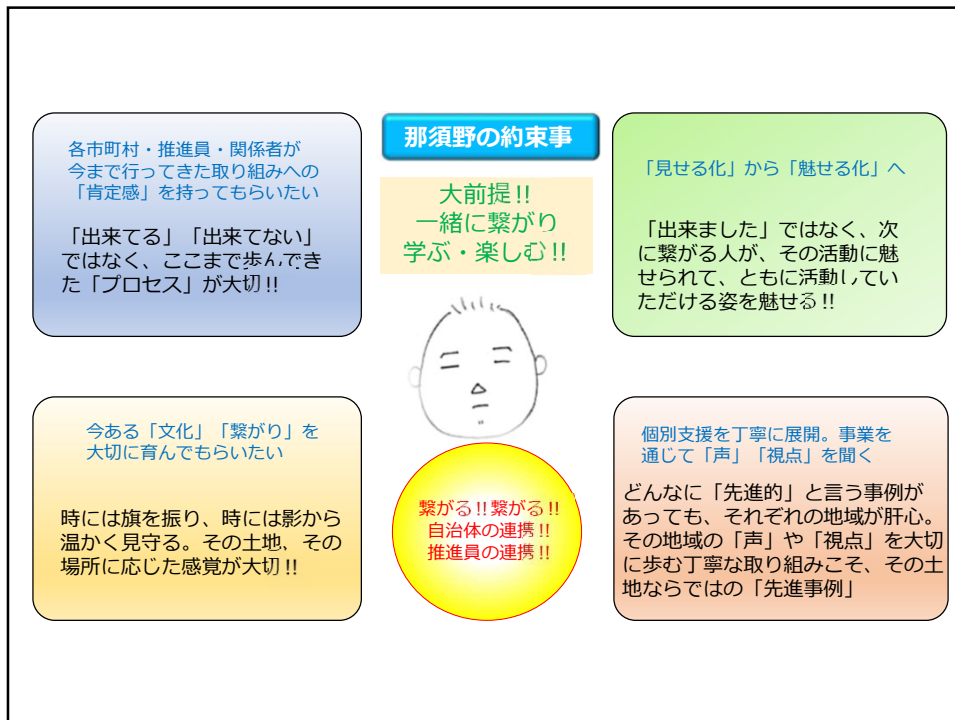 那須野の約束事
大前提!!
一緒に繋がり
学ぶ・楽しむ!!
各市町村・推進員・関係者が
今まで行ってきた取り組みへの
「肯定感」を持ってもらいたい
「出来てる」「出来てない」
ではなく、ここまで歩んでき
た「プロセス」が大切!!
「見せる化」から「魅せる化」へ
「出来ました」ではなく、次
に繋がる人が、その活動に魅
せられて、ともに活動してい
ただける姿を魅せる!!
今ある「文化」「繋がり」を
大切に育んでもらいたい
時には旗を振り、時には影から
温かく見守る。その土地、その
場所に応じた感覚が大切!!
繋がる!!繋がる!!
自治体の連携!!
推進員の連携!!
個別支援を丁寧に展開。事業を
通じて「声」「視点」を聞く
どんなに「先進的」と言う事例が
あっても、それぞれの地域が肝心。
その地域の「声」や「視点」を大切
に歩む丁寧な取り組みこそ、その土
地ならではの「先進事例」